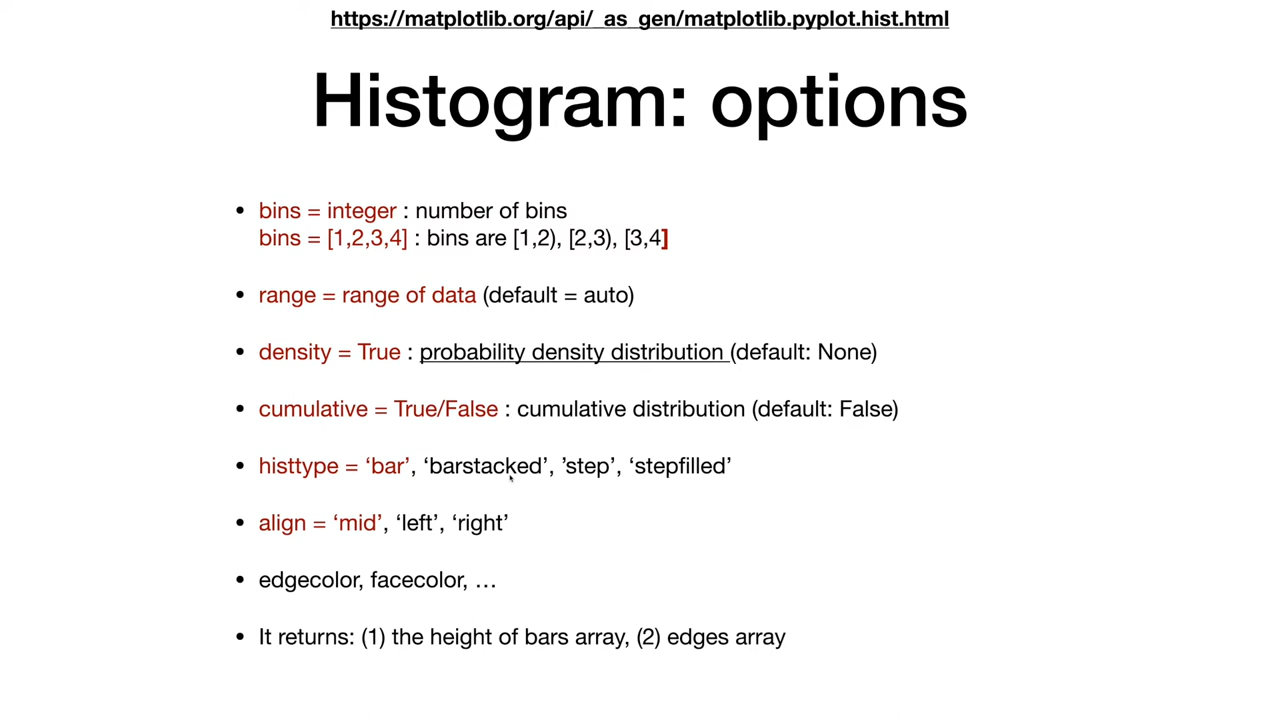 https://matplotlib.org/api/_as_gen/matplotlib.pyplot.hist.html
Histogram: options
• bins = integer : number of bins
bins = [1,2,3,4] : bins are [1,2), [2,3), [3,4]
• range = range of data (default = auto)
• density = True : probability density distribution (default: None)
• cumulative = True/False : cumulative distribution (default: False)
• histtype = ‘bar’, ‘barstacked’, ’step’, ‘stepfilled’
• align = ‘mid’, ‘left’, ‘right’
• edgecolor, facecolor, …
• It returns: (1) the height of bars array, (2) edges array